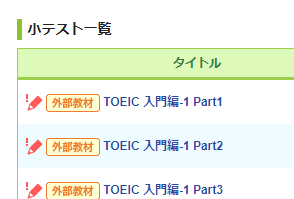 小テスト一覧
タイトル
外部教材 TOEIC 入門編-1 Part1
外部教材 TOEIC 入門編-1 Part2
外部教材 TOEIC 入門編-1 Part3